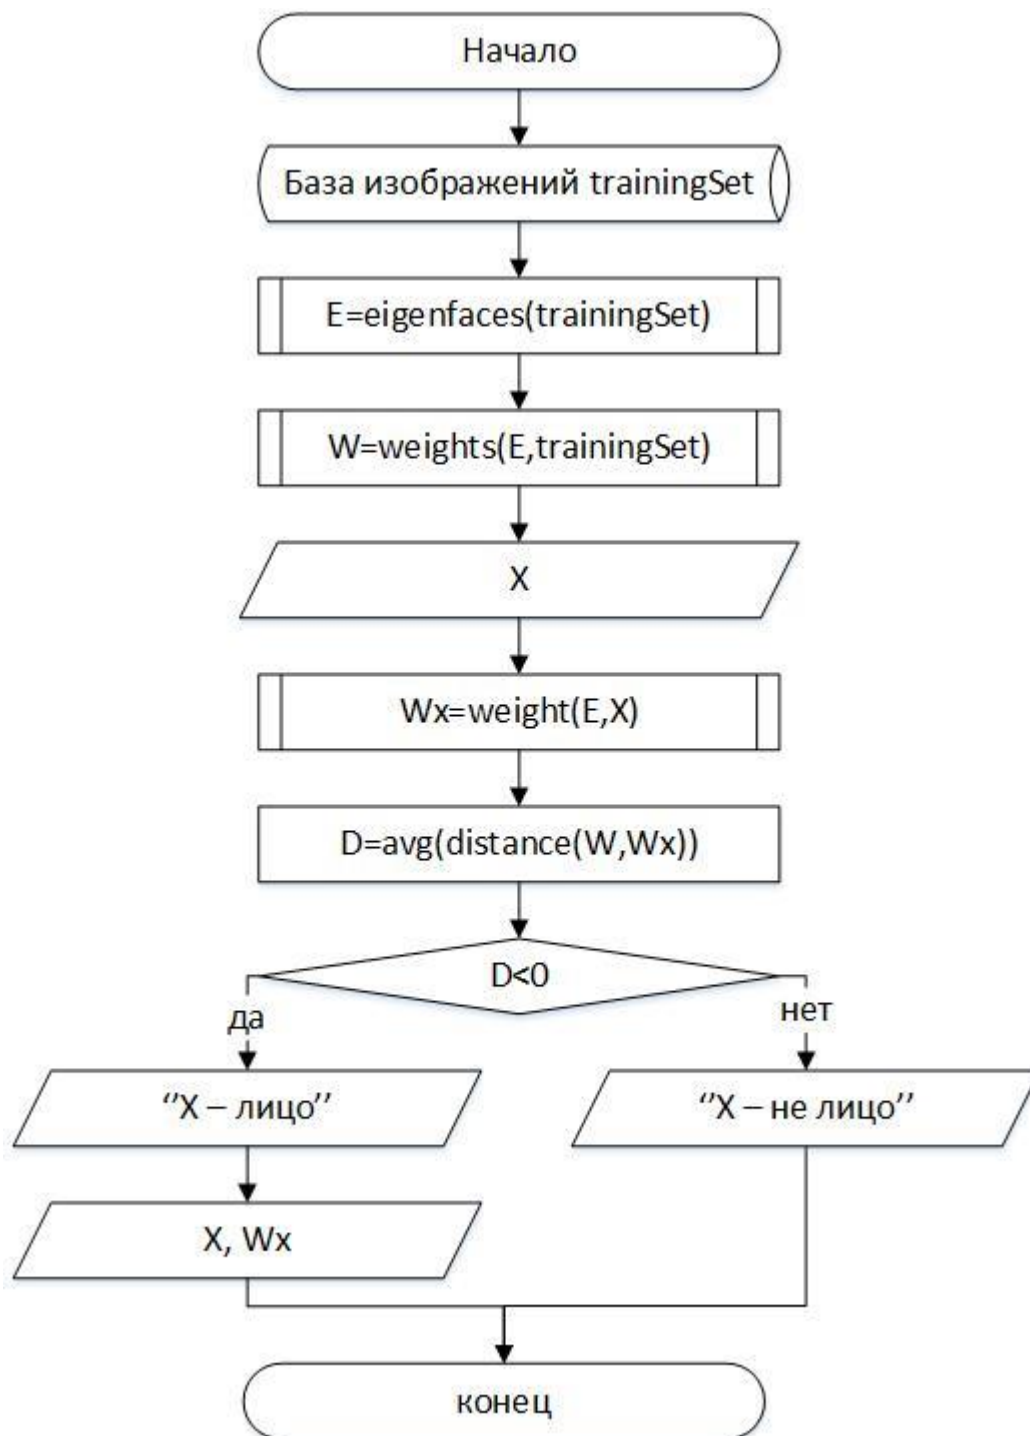 Начало
База изображений trainingSet
E=eigenfaces(trainingSet)
W=weights(E,trainingSet)
X
Wx=weight(E,X)
D=avg(distance(W,Wx))
D<0
да
нет
‘‘X – лицо’’
‘‘X – не лицо’’
X, Wx
конец